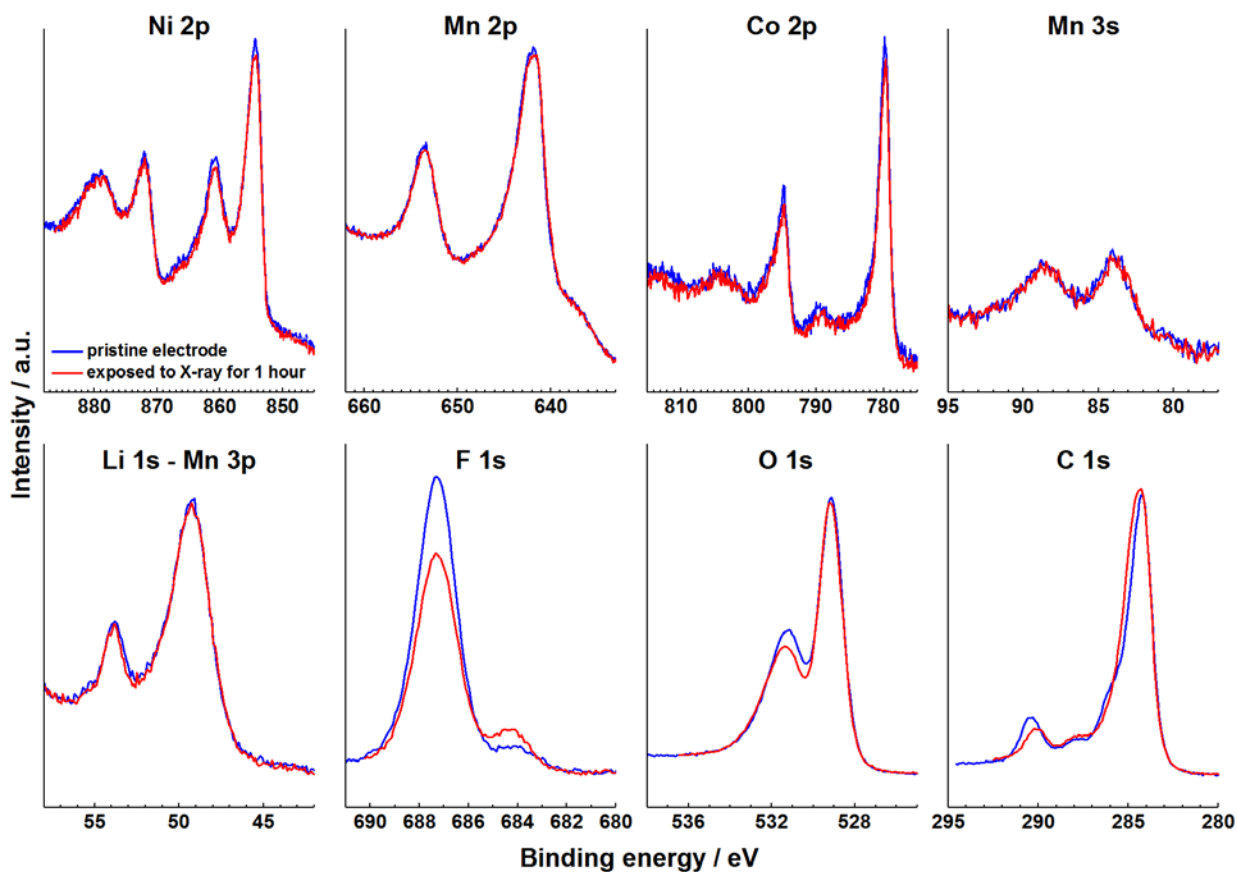 Ni 2p
Mn 2p
Co 2p
Mn 3s
pristine electrode
exposed to X-ray for 1 hour
880 870 860 850
660 650 640
810 800 790 780
95 90 85 80
Intensity / a.u.
Li 1s - Mn 3p
F 1s
O 1s
C 1s
55 50 45
690 688 686 684 682 680
536 532 528
295 290 285 280
Binding energy / eV